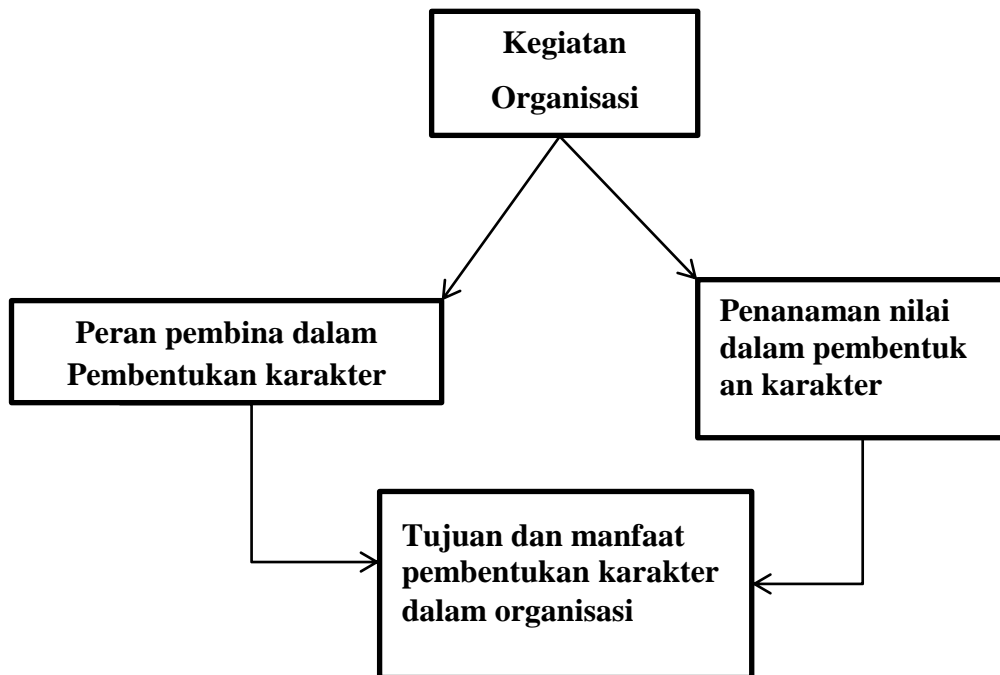 Kegiatan
Organisasi
Peran pembina dalam
Pembentukan karakter
Penanaman nilai
dalam pembentuk
an karakter
Tujuan dan manfaat
pembentukan karakter
dalam organisasi